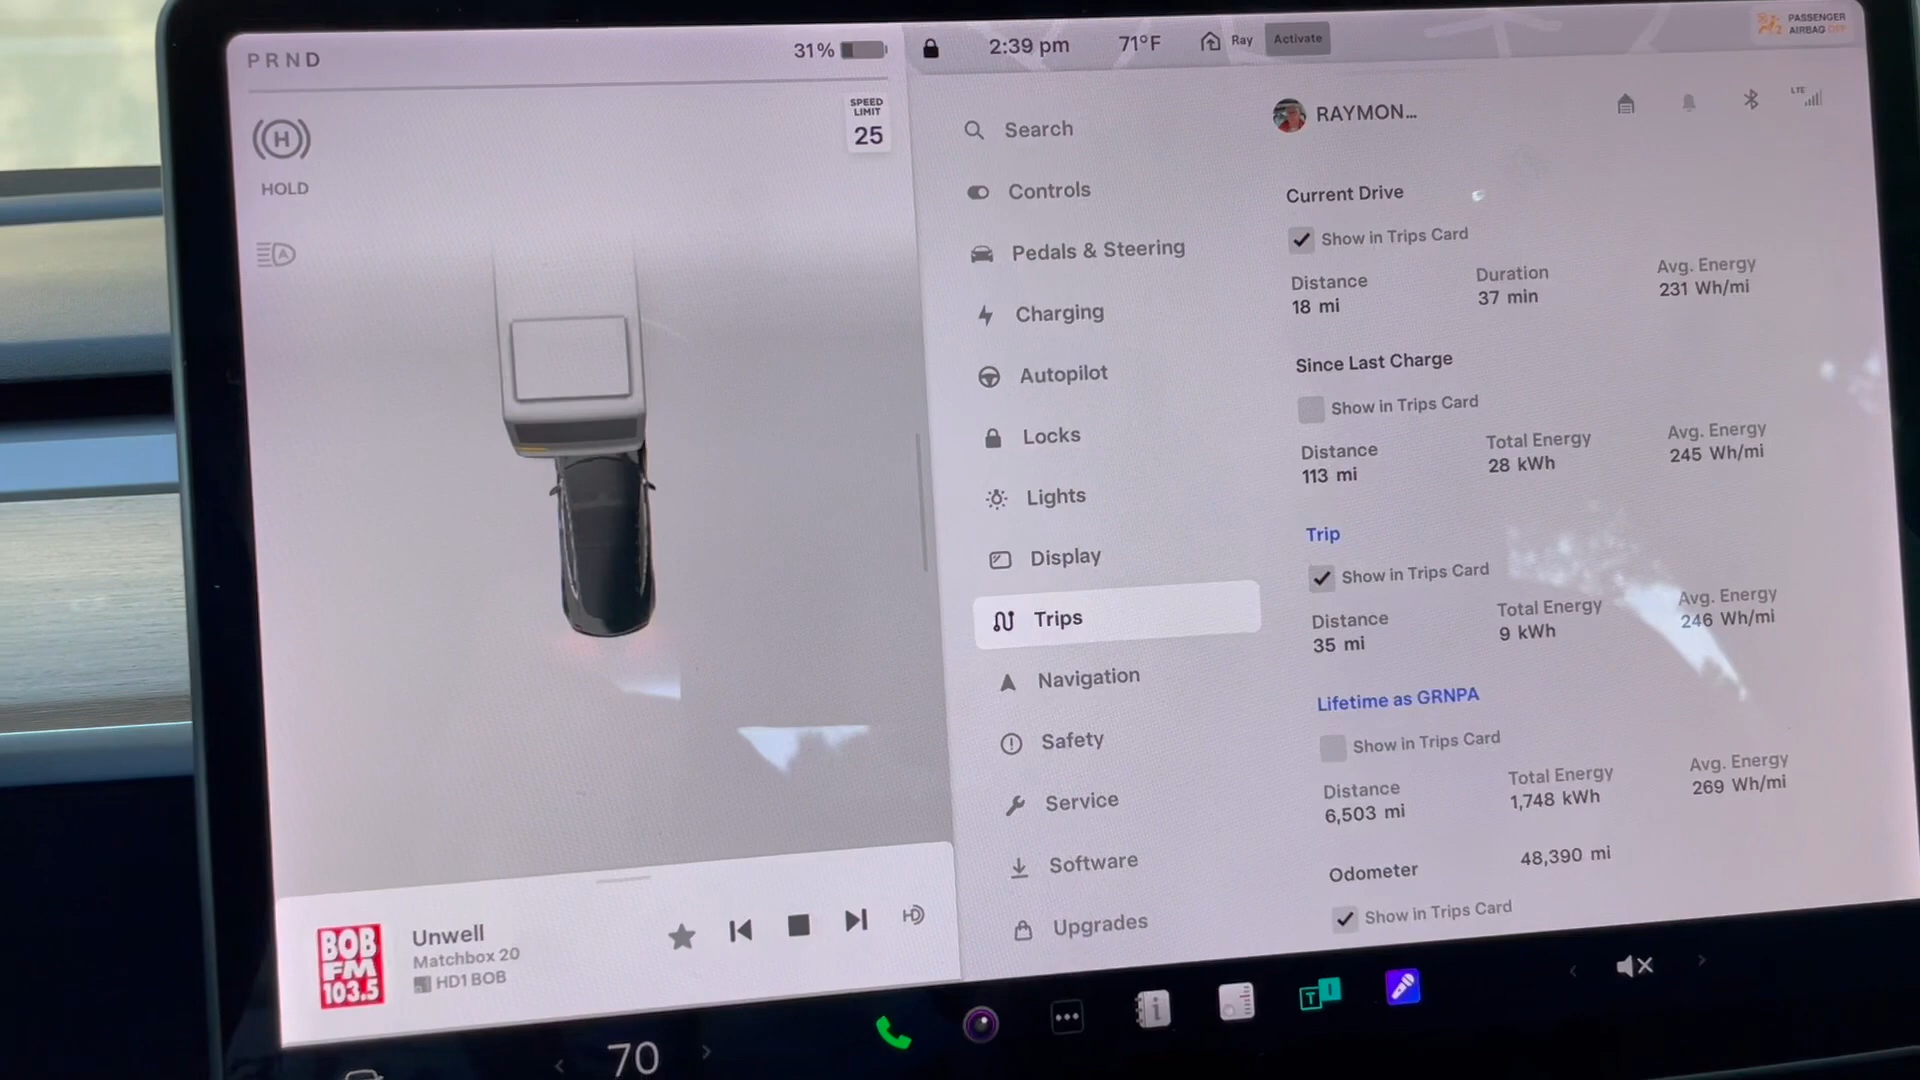 PRND
31%
SPEED
LIMIT
25
H
HOLD
A
BOB
FM
103.5
Unwell
Matchbox 20
HD1 BOB
HD
70
2:39 pm
71°F
Ray
Activate
PASSENGER
AIRBAG OFF
Search
Controls
Pedals & Steering
Charging
Autopilot
Locks
Lights
Display
Trips
Navigation
Safety
Service
Software
Upgrades
RAYMON...
LTE
Current Drive
Show in Trips Card
Distance Duration Avg. Energy
18 mi 37 min 231 Wh/mi
Since Last Charge
Show in Trips Card
Distance Total Energy Avg. Energy
113 mi 28 kWh 245 Wh/mi
Trip
Show in Trips Card
Distance Total Energy Avg. Energy
35 mi 9 kWh 246 Wh/mi
Lifetime as GRNPA
Show in Trips Card
Distance Total Energy Avg. Energy
6,503 mi 1,748 kWh 269 Wh/mi
Odometer 48,390 mi
Show in Trips Card
i
T